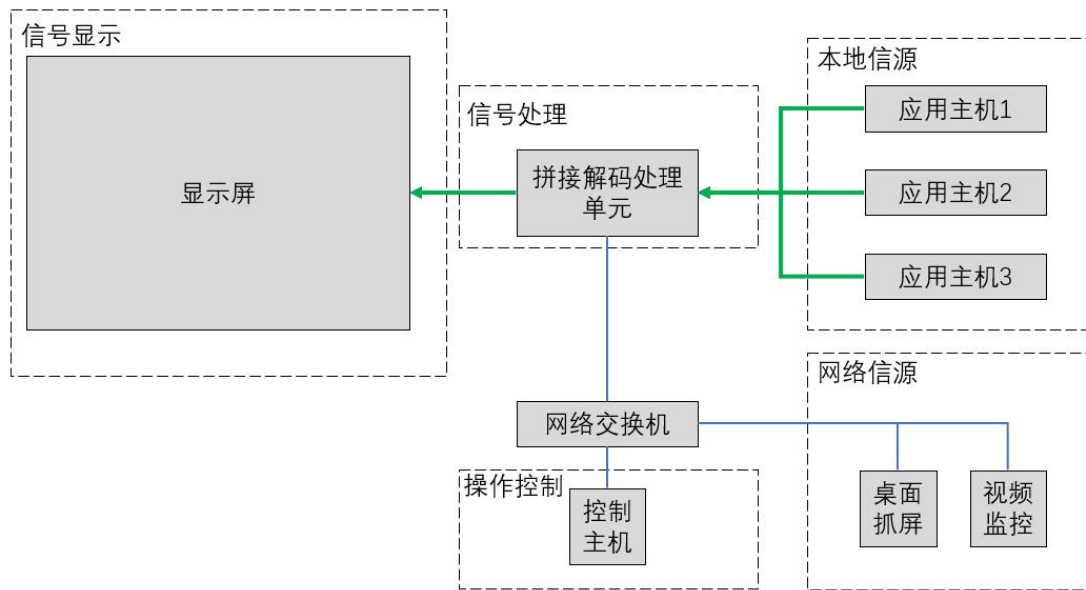 信号显示
显示屏
信号处理
拼接解码处理
单元
本地信源
应用主机1
应用主机2
应用主机3
网络交换机
操作控制
控制
主机
网络信源
桌面
抓屏
视频
监控